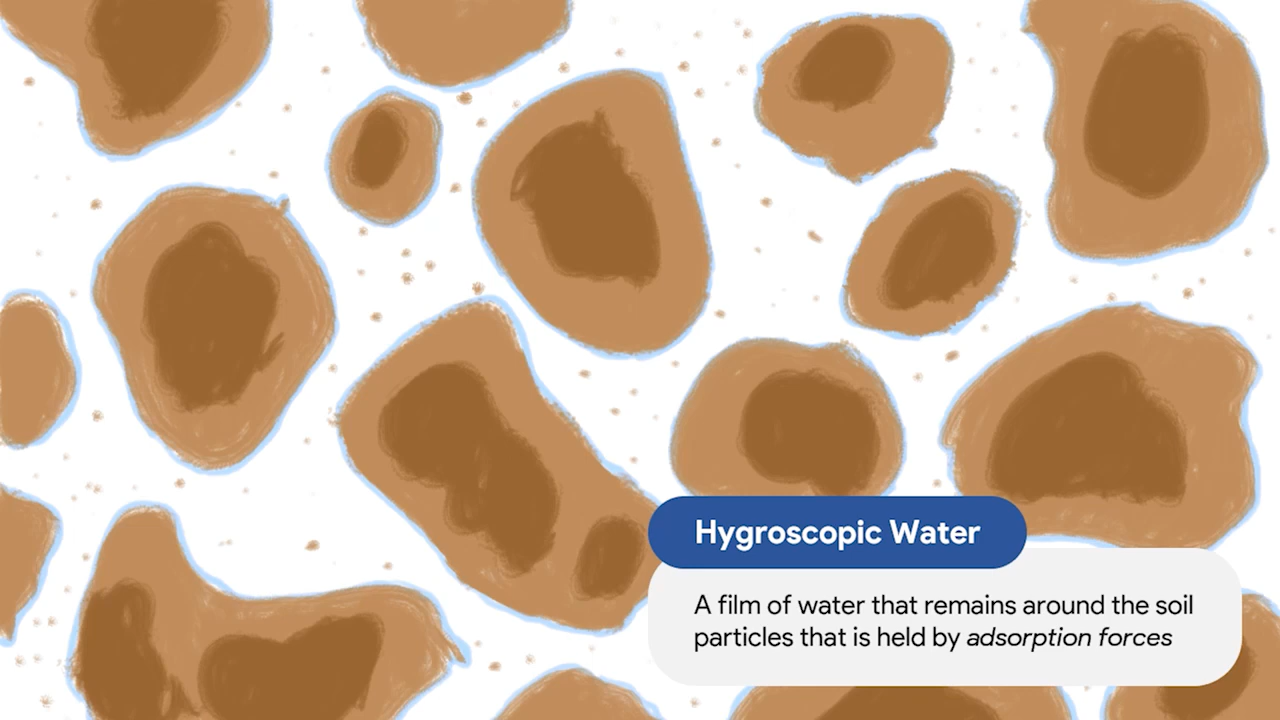 Hygroscopic Water
A film of water that remains around the soil
particles that is held by adsorption forces